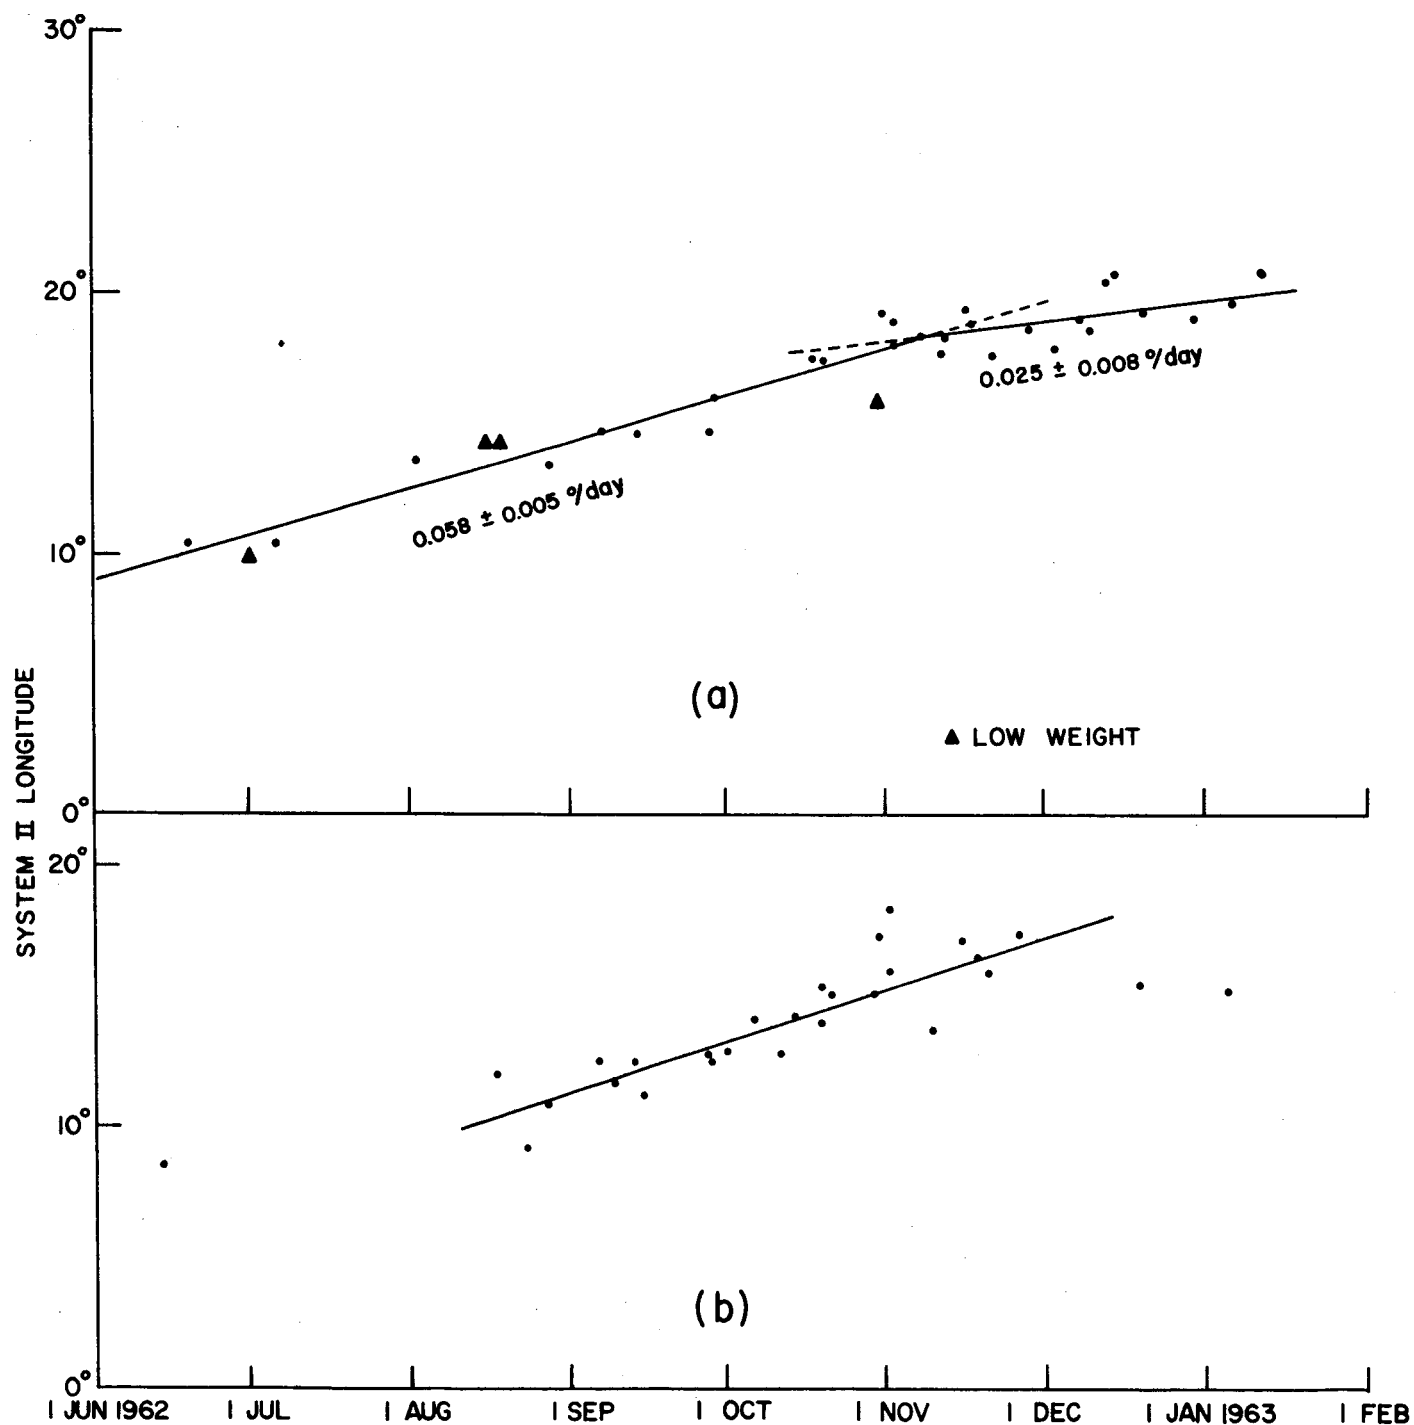 30°
20°
10°
0°
0.058 ± 0.005 °/day
0.025 ± 0.008 °/day
(a)
▲ LOW WEIGHT
SYSTEM II LONGITUDE
20°
10°
0°
(b)
1 JUN 1962 1 JUL 1 AUG 1 SEP 1 OCT 1 NOV 1 DEC 1 JAN 1963 1 FEB